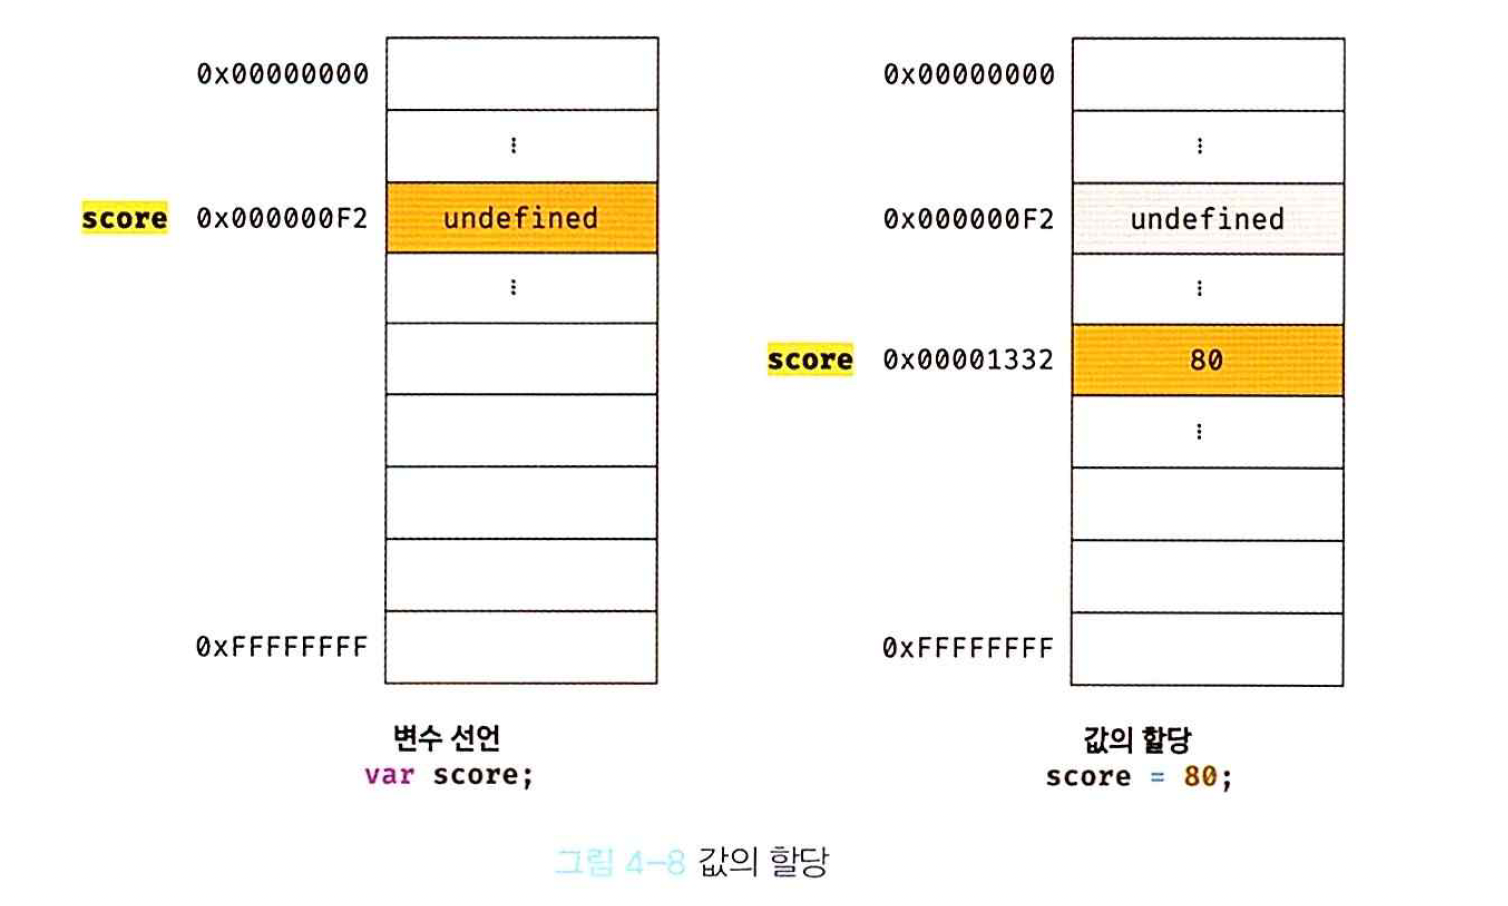 0x00000000
⋮
score 0x000000F2 undefined
⋮
0xFFFFFFFF
변수 선언
var score;
0x00000000
⋮
0x000000F2 undefined
⋮
score 0x00001332 80
⋮
0xFFFFFFFF
값의 할당
score = 80;
그림 4-8 값의 할당